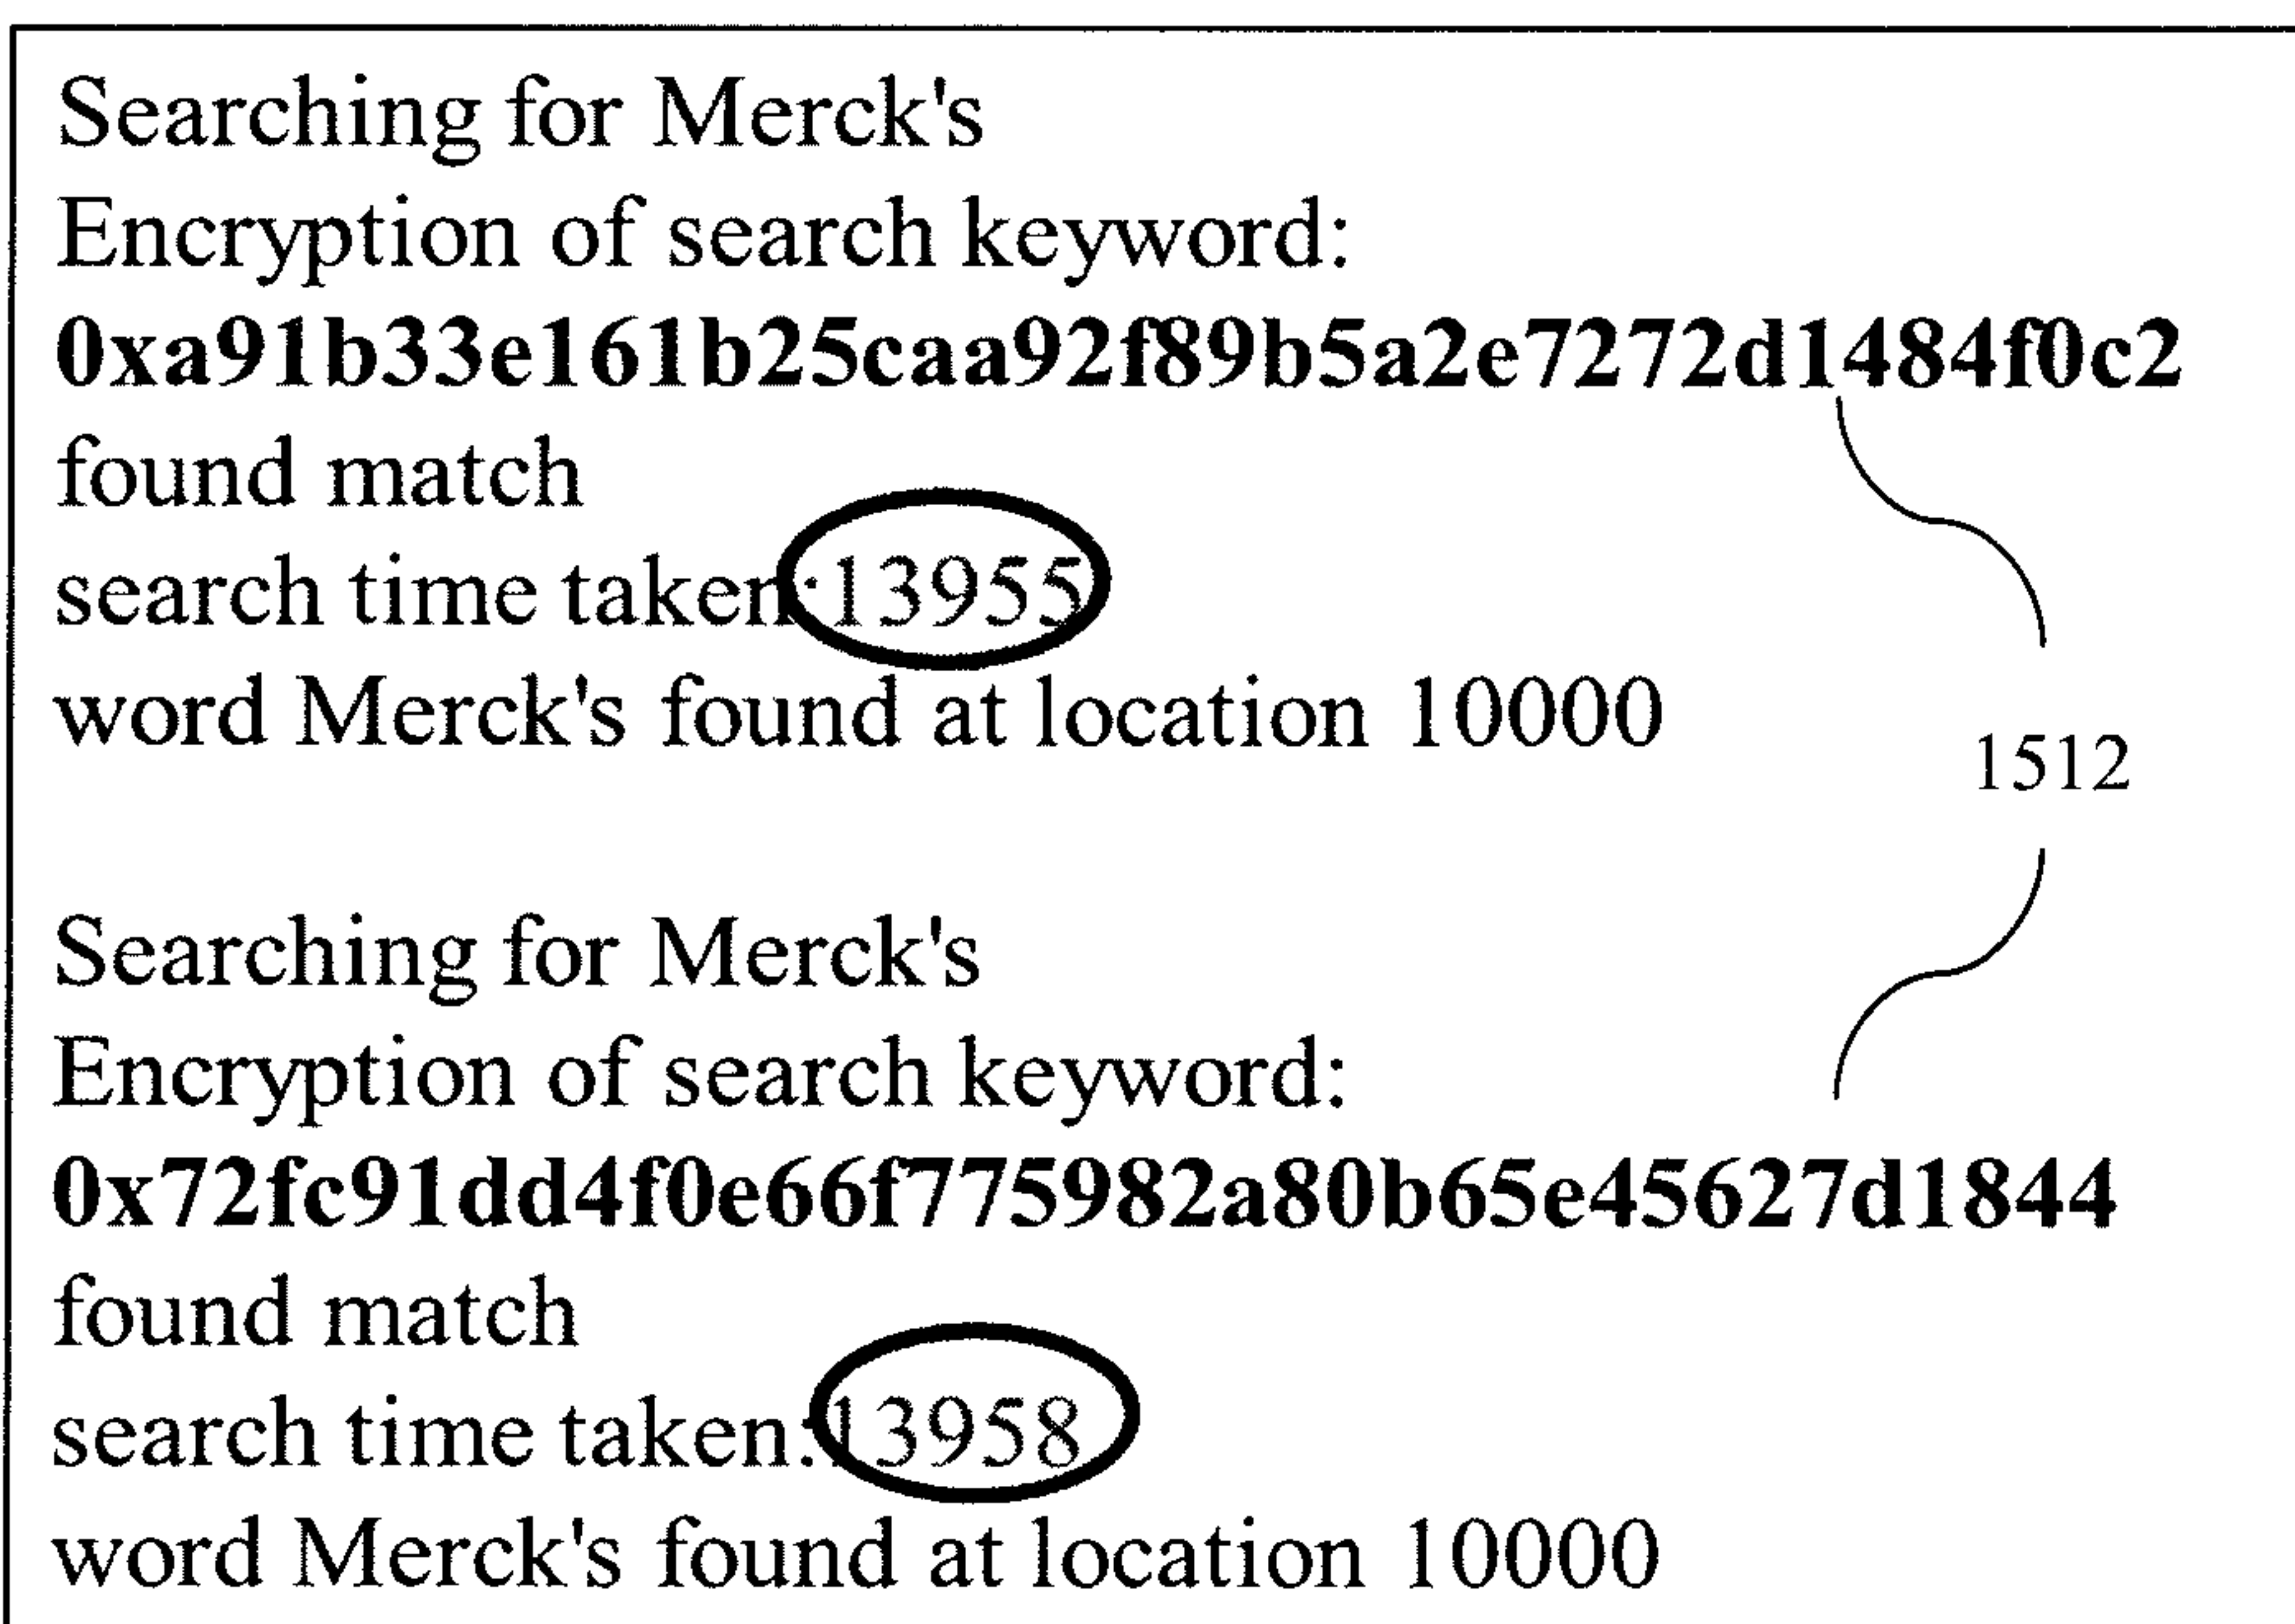 Searching for Merck's
Encryption of search keyword:
0xa91b33e161b25caa92f89b5a2e7272d1484f0c2
found match
search time taken:13955
word Merck's found at location 10000
1512
Searching for Merck's
Encryption of search keyword:
0x72fc91dd4f0e66f775982a80b65e45627d1844
found match
search time taken:13958
word Merck's found at location 10000